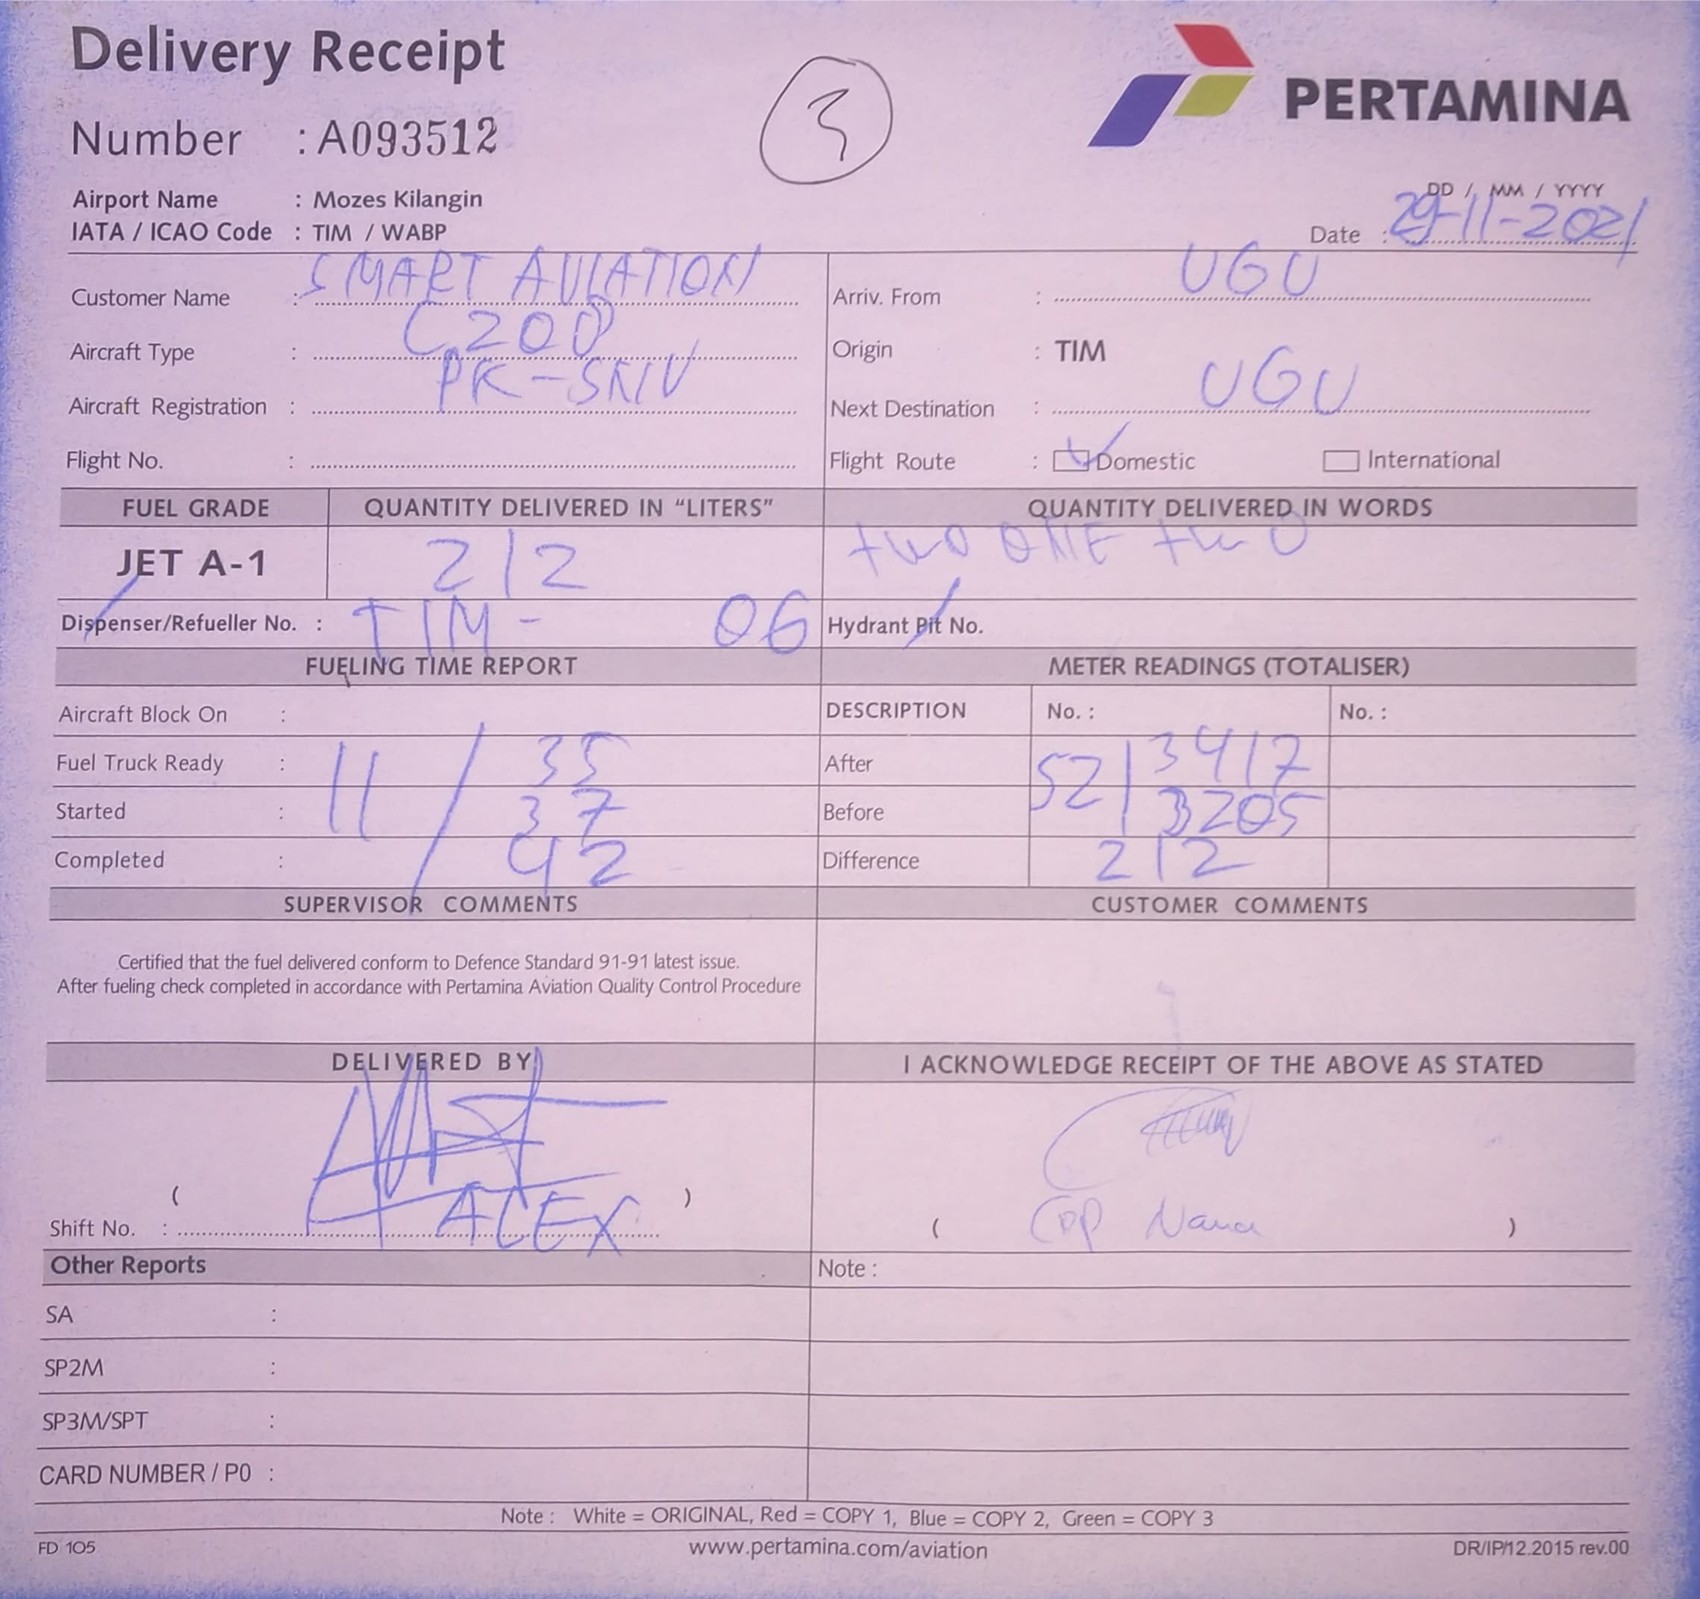 Delivery Receipt
3
PERTAMINA
Number : A093512
Airport Name : Mozes Kilangin
IATA / ICAO Code : TIM / WABP
DD / MM / YYYY
Date : 29-11-2021
Customer Name : SMART AVIATION
Arriv. From : UGU
Aircraft Type : C200
Origin : TIM
Aircraft Registration : PK-SNV
Next Destination : UGU
Flight No. :
Flight Route : Domestic International
FUEL GRADE QUANTITY DELIVERED IN "LITERS" QUANTITY DELIVERED IN WORDS
JET A-1 212 two ONE two
Dispenser/Refueller No. : TIM- 06 Hydrant Pit No.
FUELING TIME REPORT METER READINGS (TOTALISER)
Aircraft Block On : DESCRIPTION No. : No. :
Fuel Truck Ready : 11 / 35 After 521 3417
Started : 37 Before 3205
Completed : 42 Difference 212
SUPERVISOR COMMENTS CUSTOMER COMMENTS
Certified that the fuel delivered conform to Defence Standard 91-91 latest issue.
After fueling check completed in accordance with Pertamina Aviation Quality Control Procedure
DELIVERED BY I ACKNOWLEDGE RECEIPT OF THE ABOVE AS STATED
( )
Shift No. : ALEX ( )
Other Reports Note :
SA :
SP2M :
SP3M/SPT :
CARD NUMBER / P0 :
Note : White = ORIGINAL, Red = COPY 1, Blue = COPY 2, Green = COPY 3
FD 105 www.pertamina.com/aviation DR/IP/12.2015 rev.00